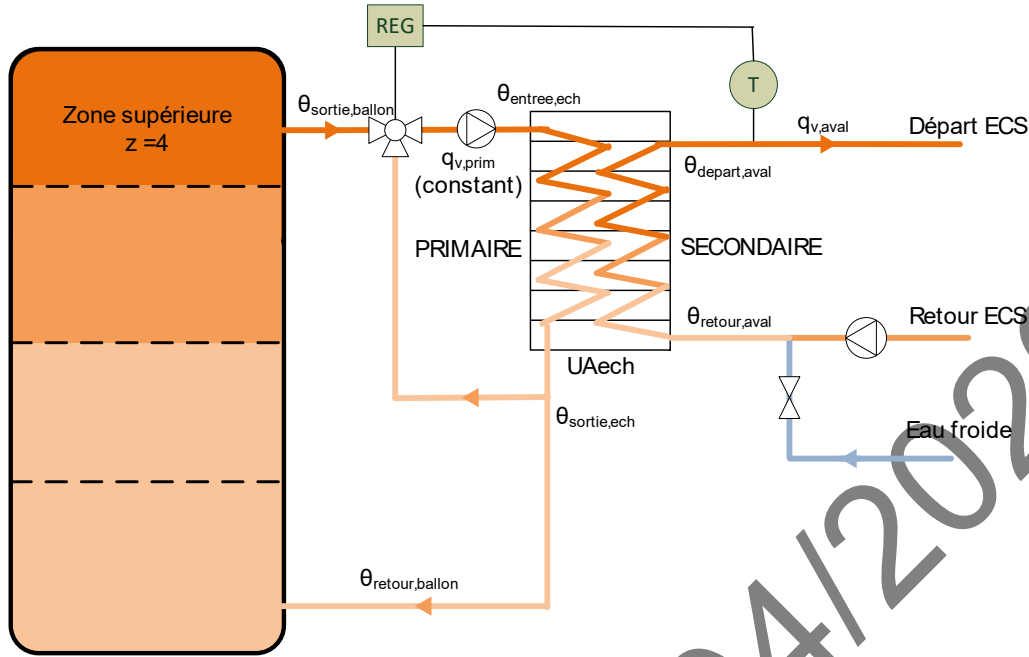 REG
T
Zone supérieure
z =4
θsortie,ballon
θentree,ech
qv,prim
(constant)
qv,aval
Départ ECS
θdepart,aval
PRIMAIRE
SECONDAIRE
θretour,aval
Retour ECS
UAech
θsortie,ech
Eau froide
θretour,ballon